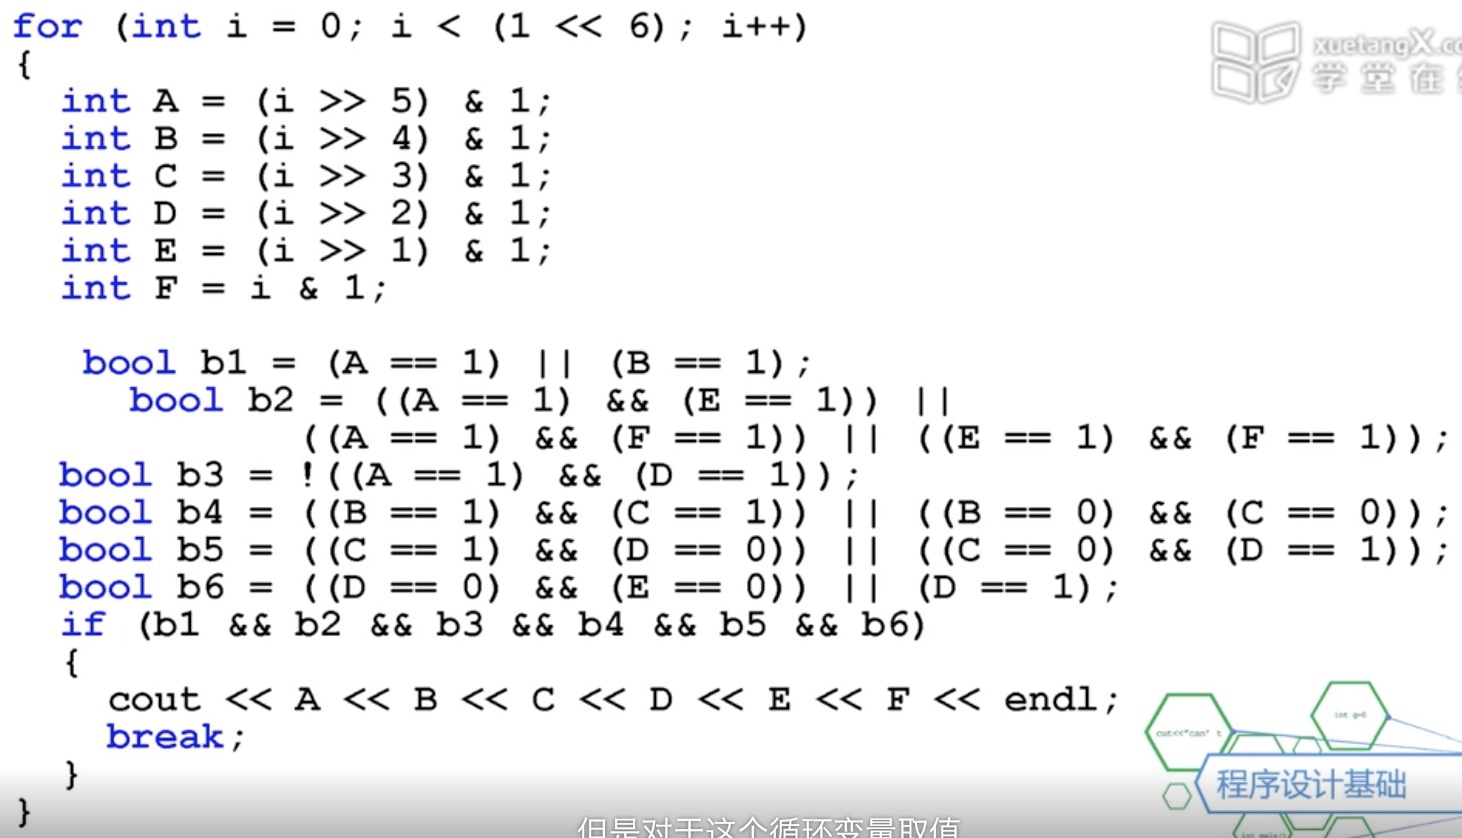 for (int i = 0; i < (1 << 6); i++)
{
int A = (i >> 5) & 1;
int B = (i >> 4) & 1;
int C = (i >> 3) & 1;
int D = (i >> 2) & 1;
int E = (i >> 1) & 1;
int F = i & 1;
bool b1 = (A == 1) || (B == 1);
bool b2 = ((A == 1) && (E == 1)) ||
((A == 1) && (F == 1)) || ((E == 1) && (F == 1));
bool b3 = !((A == 1) && (D == 1));
bool b4 = ((B == 1) && (C == 1)) || ((B == 0) && (C == 0));
bool b5 = ((C == 1) && (D == 0)) || ((C == 0) && (D == 1));
bool b6 = ((D == 0) && (E == 0)) || (D == 1);
if (b1 && b2 && b3 && b4 && b5 && b6)
{
cout << A << B << C << D << E << F << endl;
break;
}
}
xuetangX.co
学堂在
int g=0
cut<<"can' t
程序设计基础
int main()
但是对于这个循环变量取值